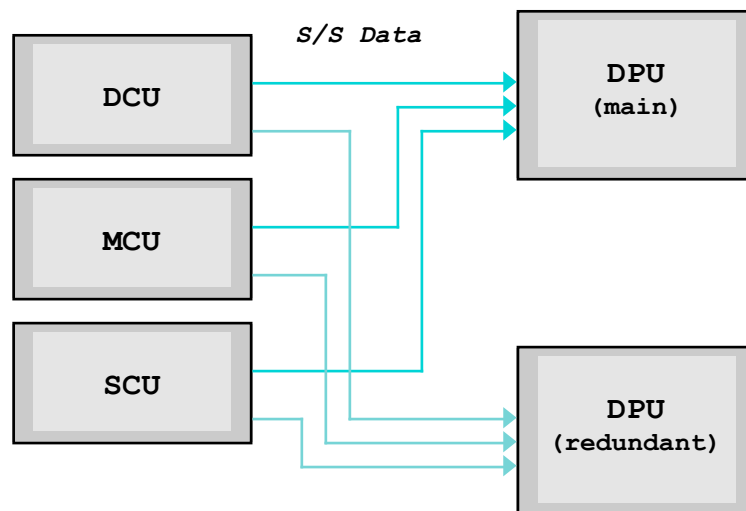 S/S Data
DCU
DPU
(main)
MCU
SCU
DPU
(redundant)